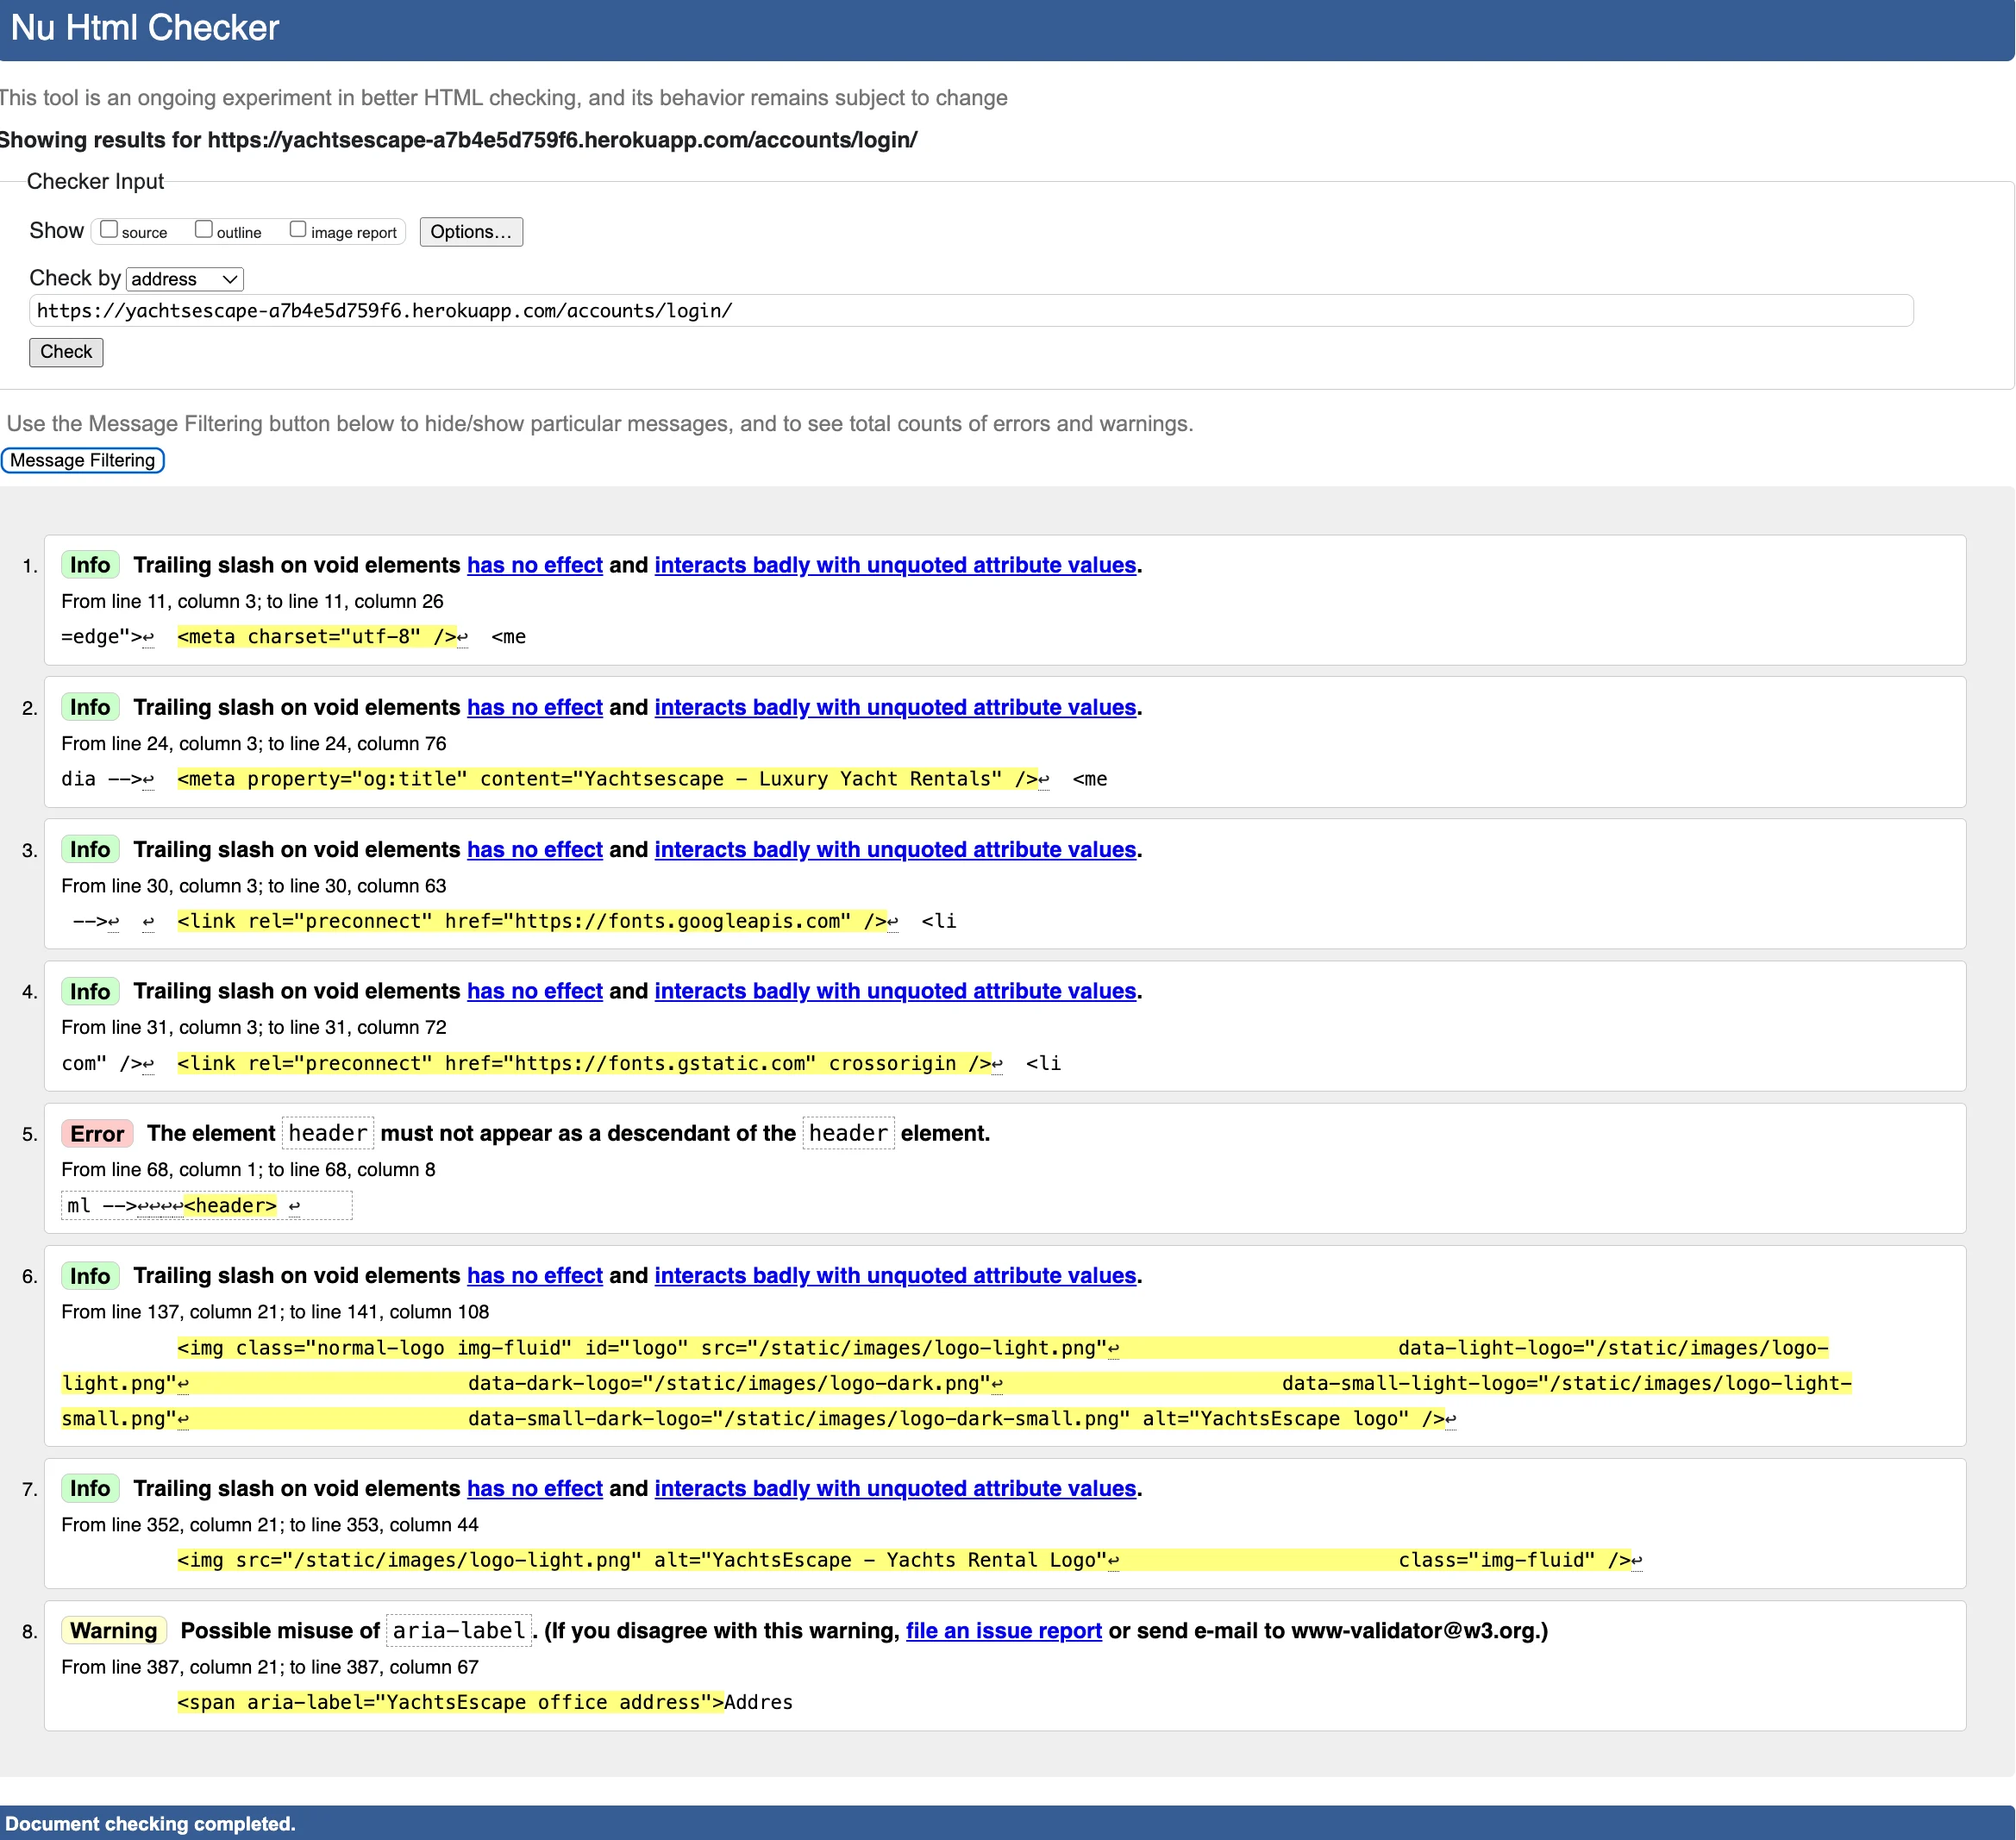 Nu Html Checker
This tool is an ongoing experiment in better HTML checking, and its behavior remains subject to change
Showing results for https://yachtsescape-a7b4e5d759f6.herokuapp.com/accounts/login/
Checker Input
Show source outline image report Options...
Check by address
https://yachtsescape-a7b4e5d759f6.herokuapp.com/accounts/login/
Check
Use the Message Filtering button below to hide/show particular messages, and to see total counts of errors and warnings.
Message Filtering
1. Info Trailing slash on void elements has no effect and interacts badly with unquoted attribute values.
From line 11, column 3; to line 11, column 26
=edge">↩  <meta charset="utf-8" />↩  <me
2. Info Trailing slash on void elements has no effect and interacts badly with unquoted attribute values.
From line 24, column 3; to line 24, column 76
dia -->↩  <meta property="og:title" content="Yachtsescape - Luxury Yacht Rentals" />↩  <me
3. Info Trailing slash on void elements has no effect and interacts badly with unquoted attribute values.
From line 30, column 3; to line 30, column 63
-->↩  ↩  <link rel="preconnect" href="https://fonts.googleapis.com" />↩  <li
4. Info Trailing slash on void elements has no effect and interacts badly with unquoted attribute values.
From line 31, column 3; to line 31, column 72
com" />↩  <link rel="preconnect" href="https://fonts.gstatic.com" crossorigin />↩  <li
5. Error The element header must not appear as a descendant of the header element.
From line 68, column 1; to line 68, column 8
ml -->↩↩↩↩<header> ↩
6. Info Trailing slash on void elements has no effect and interacts badly with unquoted attribute values.
From line 137, column 21; to line 141, column 108
<img class="normal-logo img-fluid" id="logo" src="/static/images/logo-light.png"↩ data-light-logo="/static/images/logo-
light.png"↩ data-dark-logo="/static/images/logo-dark.png"↩ data-small-light-logo="/static/images/logo-light-
small.png"↩ data-small-dark-logo="/static/images/logo-dark-small.png" alt="YachtsEscape logo" />↩
7. Info Trailing slash on void elements has no effect and interacts badly with unquoted attribute values.
From line 352, column 21; to line 353, column 44
<img src="/static/images/logo-light.png" alt="YachtsEscape - Yachts Rental Logo"↩ class="img-fluid" />↩
8. Warning Possible misuse of aria-label. (If you disagree with this warning, file an issue report or send e-mail to www-validator@w3.org.)
From line 387, column 21; to line 387, column 67
<span aria-label="YachtsEscape office address">Addres
Document checking completed.